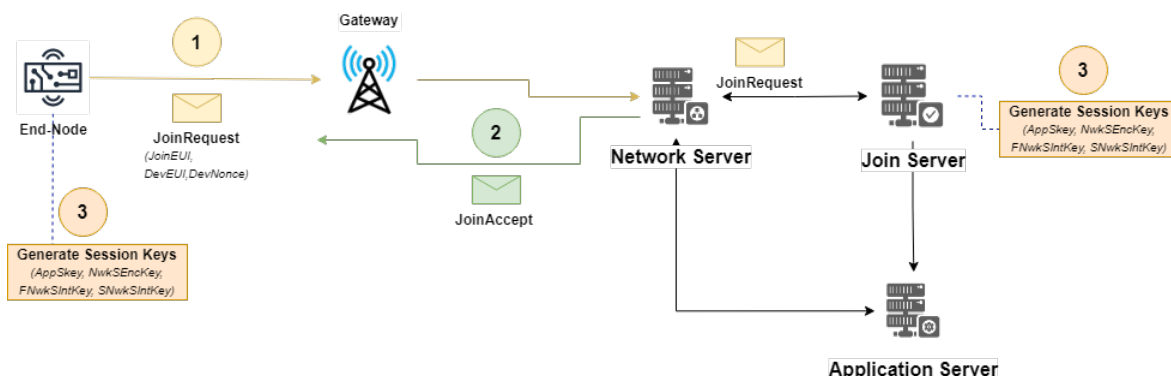 Gateway
1
End-Node
JoinRequest
(JoinEUI,
DevEUI,DevNonce)
3
Generate Session Keys
(AppSkey, NwkSEncKey,
FNwkSIntKey, SNwkSIntKey)
2
JoinAccept
JoinRequest
Network Server
Join Server
3
Generate Session Keys
(AppSkey, NwkSEncKey,
FNwkSIntKey, SNwkSIntKey)
Application Server